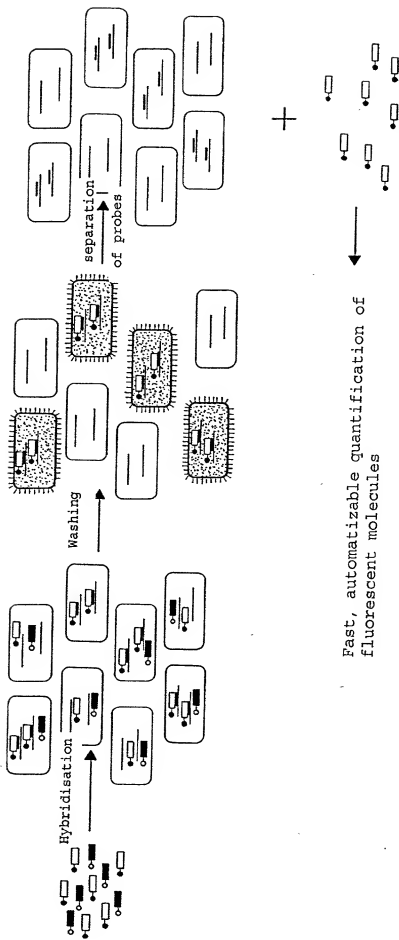 Hybridisation
Washing
separation
of probes
+
Fast, automatizable quantification of
fluorescent molecules